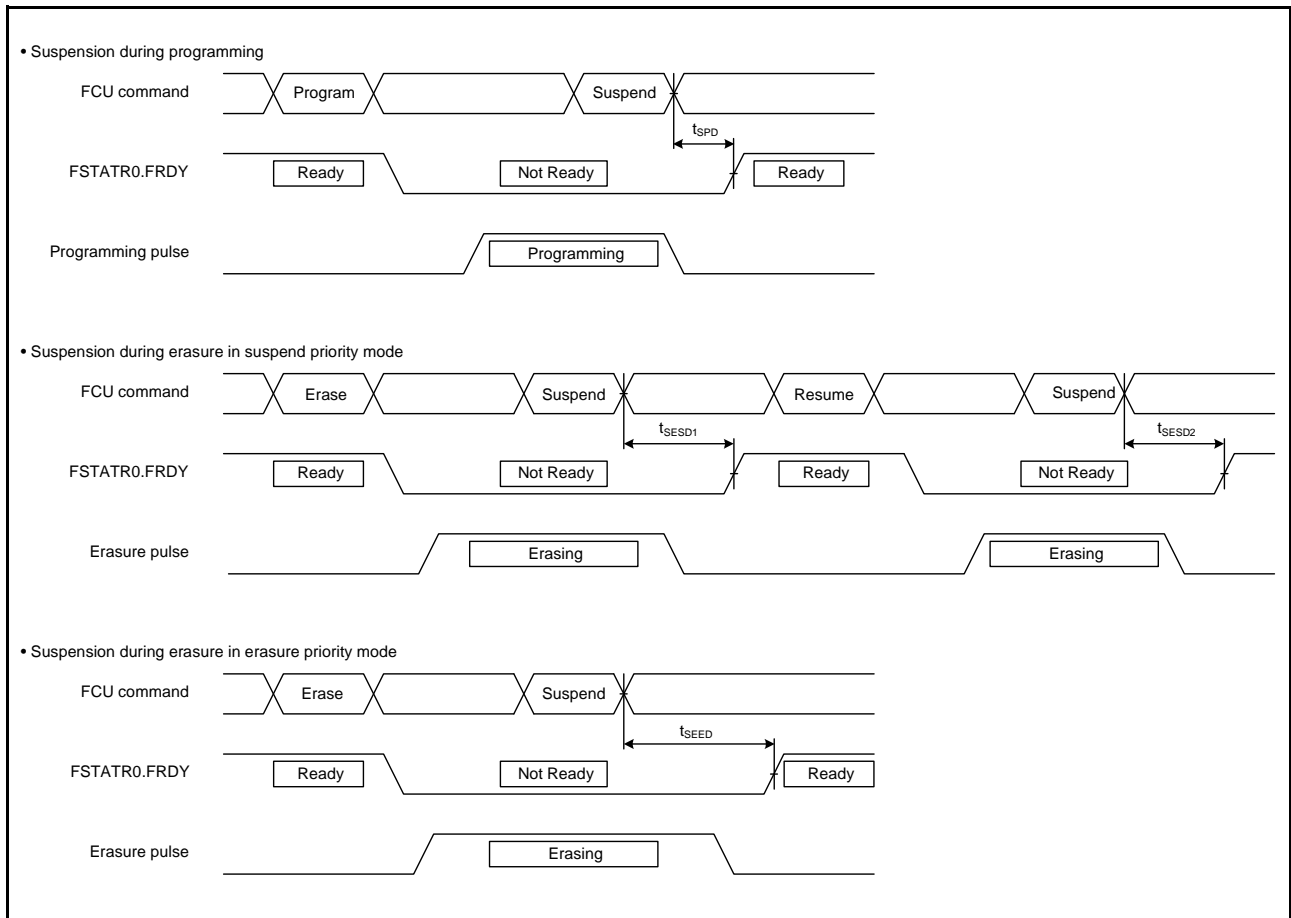 • Suspension during programming
FCU command Program Suspend
tSPD
FSTATR0.FRDY Ready Not Ready Ready
Programming pulse Programming
• Suspension during erasure in suspend priority mode
FCU command Erase Suspend Resume Suspend
tSESD1 tSESD2
FSTATR0.FRDY Ready Not Ready Ready Not Ready
Erasure pulse Erasing Erasing
• Suspension during erasure in erasure priority mode
FCU command Erase Suspend
tSEED
FSTATR0.FRDY Ready Not Ready Ready
Erasure pulse Erasing